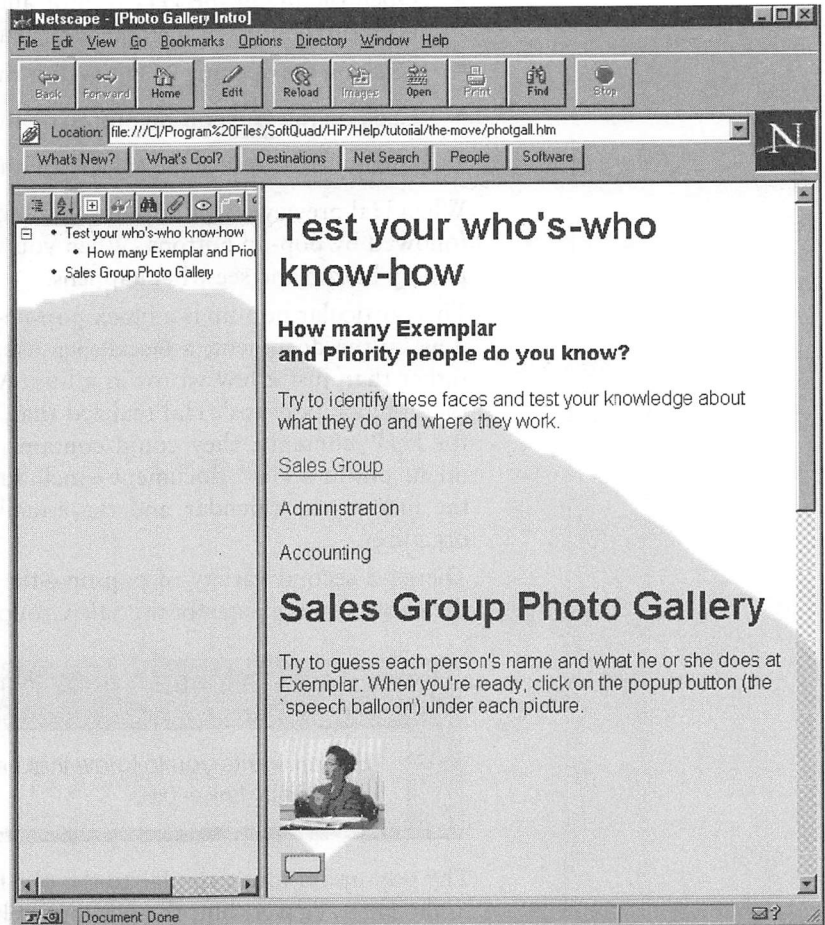 Netscape - [Photo Gallery Intro]
File Edit View Go Bookmarks Options Directory Window Help
Back Forward Home Edit Reload Images Open Print Find Stop
Location: file:///C|/Program%20Files/SoftQuad/HiP/Help/tutorial/the-move/photgall.htm
N
What's New? What's Cool? Destinations Net Search People Software
Test your who's-who know-how
How many Exemplar and Prior
Sales Group Photo Gallery
Test your who's-who
know-how
How many Exemplar
and Priority people do you know?
Try to identify these faces and test your knowledge about
what they do and where they work.
Sales Group
Administration
Accounting
Sales Group Photo Gallery
Try to guess each person's name and what he or she does at
Exemplar. When you're ready, click on the popup button (the
`speech balloon') under each picture.
Document Done